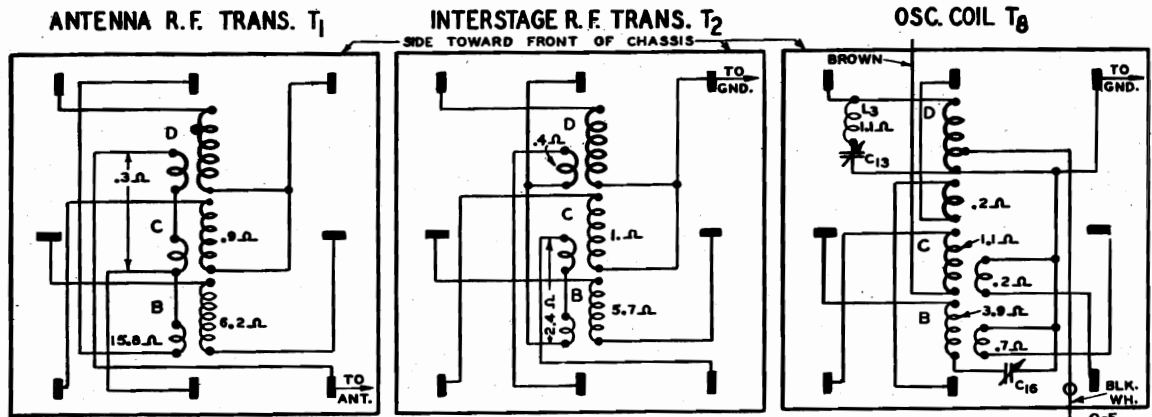 ANTENNA R.F. TRANS. T1
INTERSTAGE R.F. TRANS. T2
OSC. COIL T8
SIDE TOWARD FRONT OF CHASSIS
D
.3Ω
C
.9Ω
B
15.8Ω
6.2Ω
TO
ANT.
TO
GND.
D
.4Ω
C
1.Ω
B
2.4Ω
5.7Ω
BROWN
TO
GND.
L3
1.1Ω
D
C13
.2Ω
C
1.1Ω
.2Ω
B
3.9Ω
.7Ω
C16
BLK.
WH.